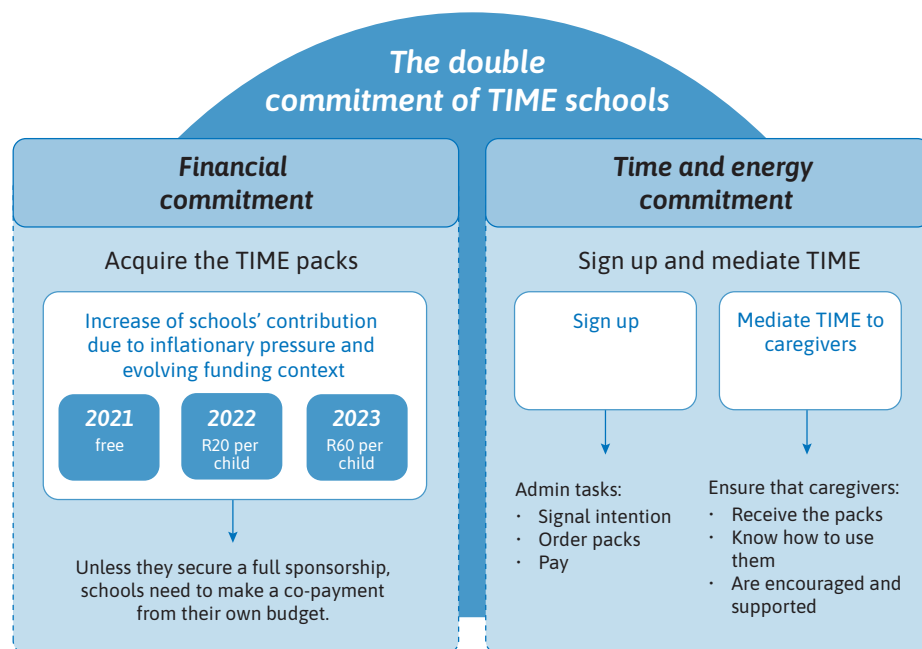 The double
commitment of TIME schools
Financial
commitment
Acquire the TIME packs
Increase of schools’ contribution
due to inflationary pressure and
evolving funding context
2021
free
2022
R20 per
child
2023
R60 per
child
Unless they secure a full sponsorship,
schools need to make a co-payment
from their own budget.
Time and energy
commitment
Sign up and mediate TIME
Sign up
Mediate TIME to
caregivers
Admin tasks:
· Signal intention
· Order packs
· Pay
Ensure that caregivers:
· Receive the packs
· Know how to use
them
· Are encouraged and
supported